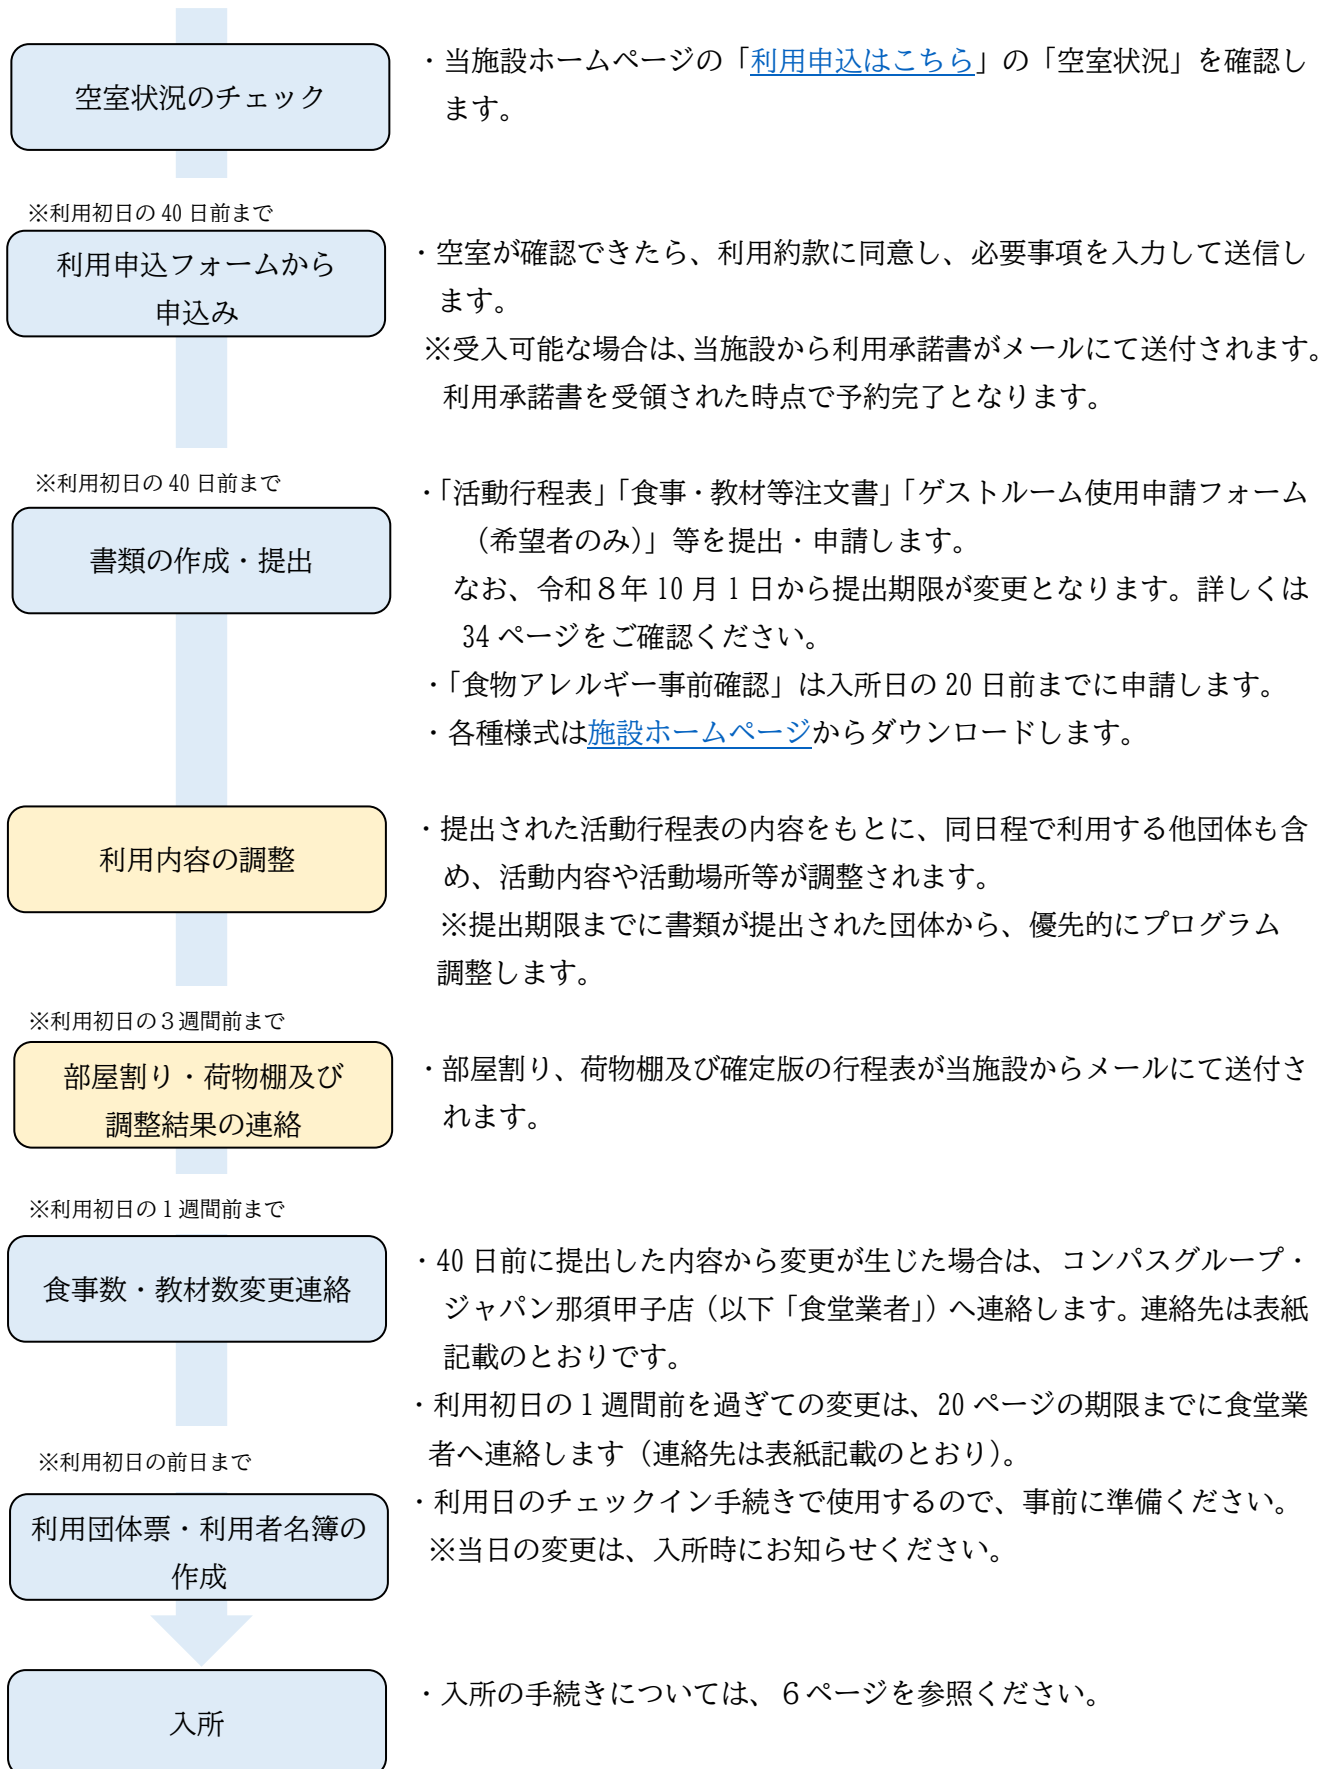 空室状況のチェック
・当施設ホームページの「利用申込はこちら」の「空室状況」を確認し
ます。
※利用初日の 40 日前まで
利用申込フォームから
申込み
・空室が確認できたら、利用約款に同意し、必要事項を入力して送信し
ます。
※受入可能な場合は、当施設から利用承諾書がメールにて送付されます。
利用承諾書を受領された時点で予約完了となります。
※利用初日の 40 日前まで
書類の作成・提出
・「活動行程表」「食事・教材等注文書」「ゲストルーム使用申請フォーム
（希望者のみ）」等を提出・申請します。
なお、令和８年 10 月 1 日から提出期限が変更となります。詳しくは
34 ページをご確認ください。
・「食物アレルギー事前確認」は入所日の 20 日前までに申請します。
・各種様式は施設ホームページからダウンロードします。
利用内容の調整
・提出された活動行程表の内容をもとに、同日程で利用する他団体も含
め、活動内容や活動場所等が調整されます。
※提出期限までに書類が提出された団体から、優先的にプログラム
調整します。
※利用初日の３週間前まで
部屋割り・荷物棚及び
調整結果の連絡
・部屋割り、荷物棚及び確定版の行程表が当施設からメールにて送付さ
れます。
※利用初日の１週間前まで
食事数・教材数変更連絡
・40 日前に提出した内容から変更が生じた場合は、コンパスグループ・
ジャパン那須甲子店（以下「食堂業者」）へ連絡します。連絡先は表紙
記載のとおりです。
・利用初日の１週間前を過ぎての変更は、20 ページの期限までに食堂業
者へ連絡します（連絡先は表紙記載のとおり）。
※利用初日の前日まで
利用団体票・利用者名簿の
作成
・利用日のチェックイン手続きで使用するので、事前に準備ください。
※当日の変更は、入所時にお知らせください。
入所
・入所の手続きについては、６ページを参照ください。